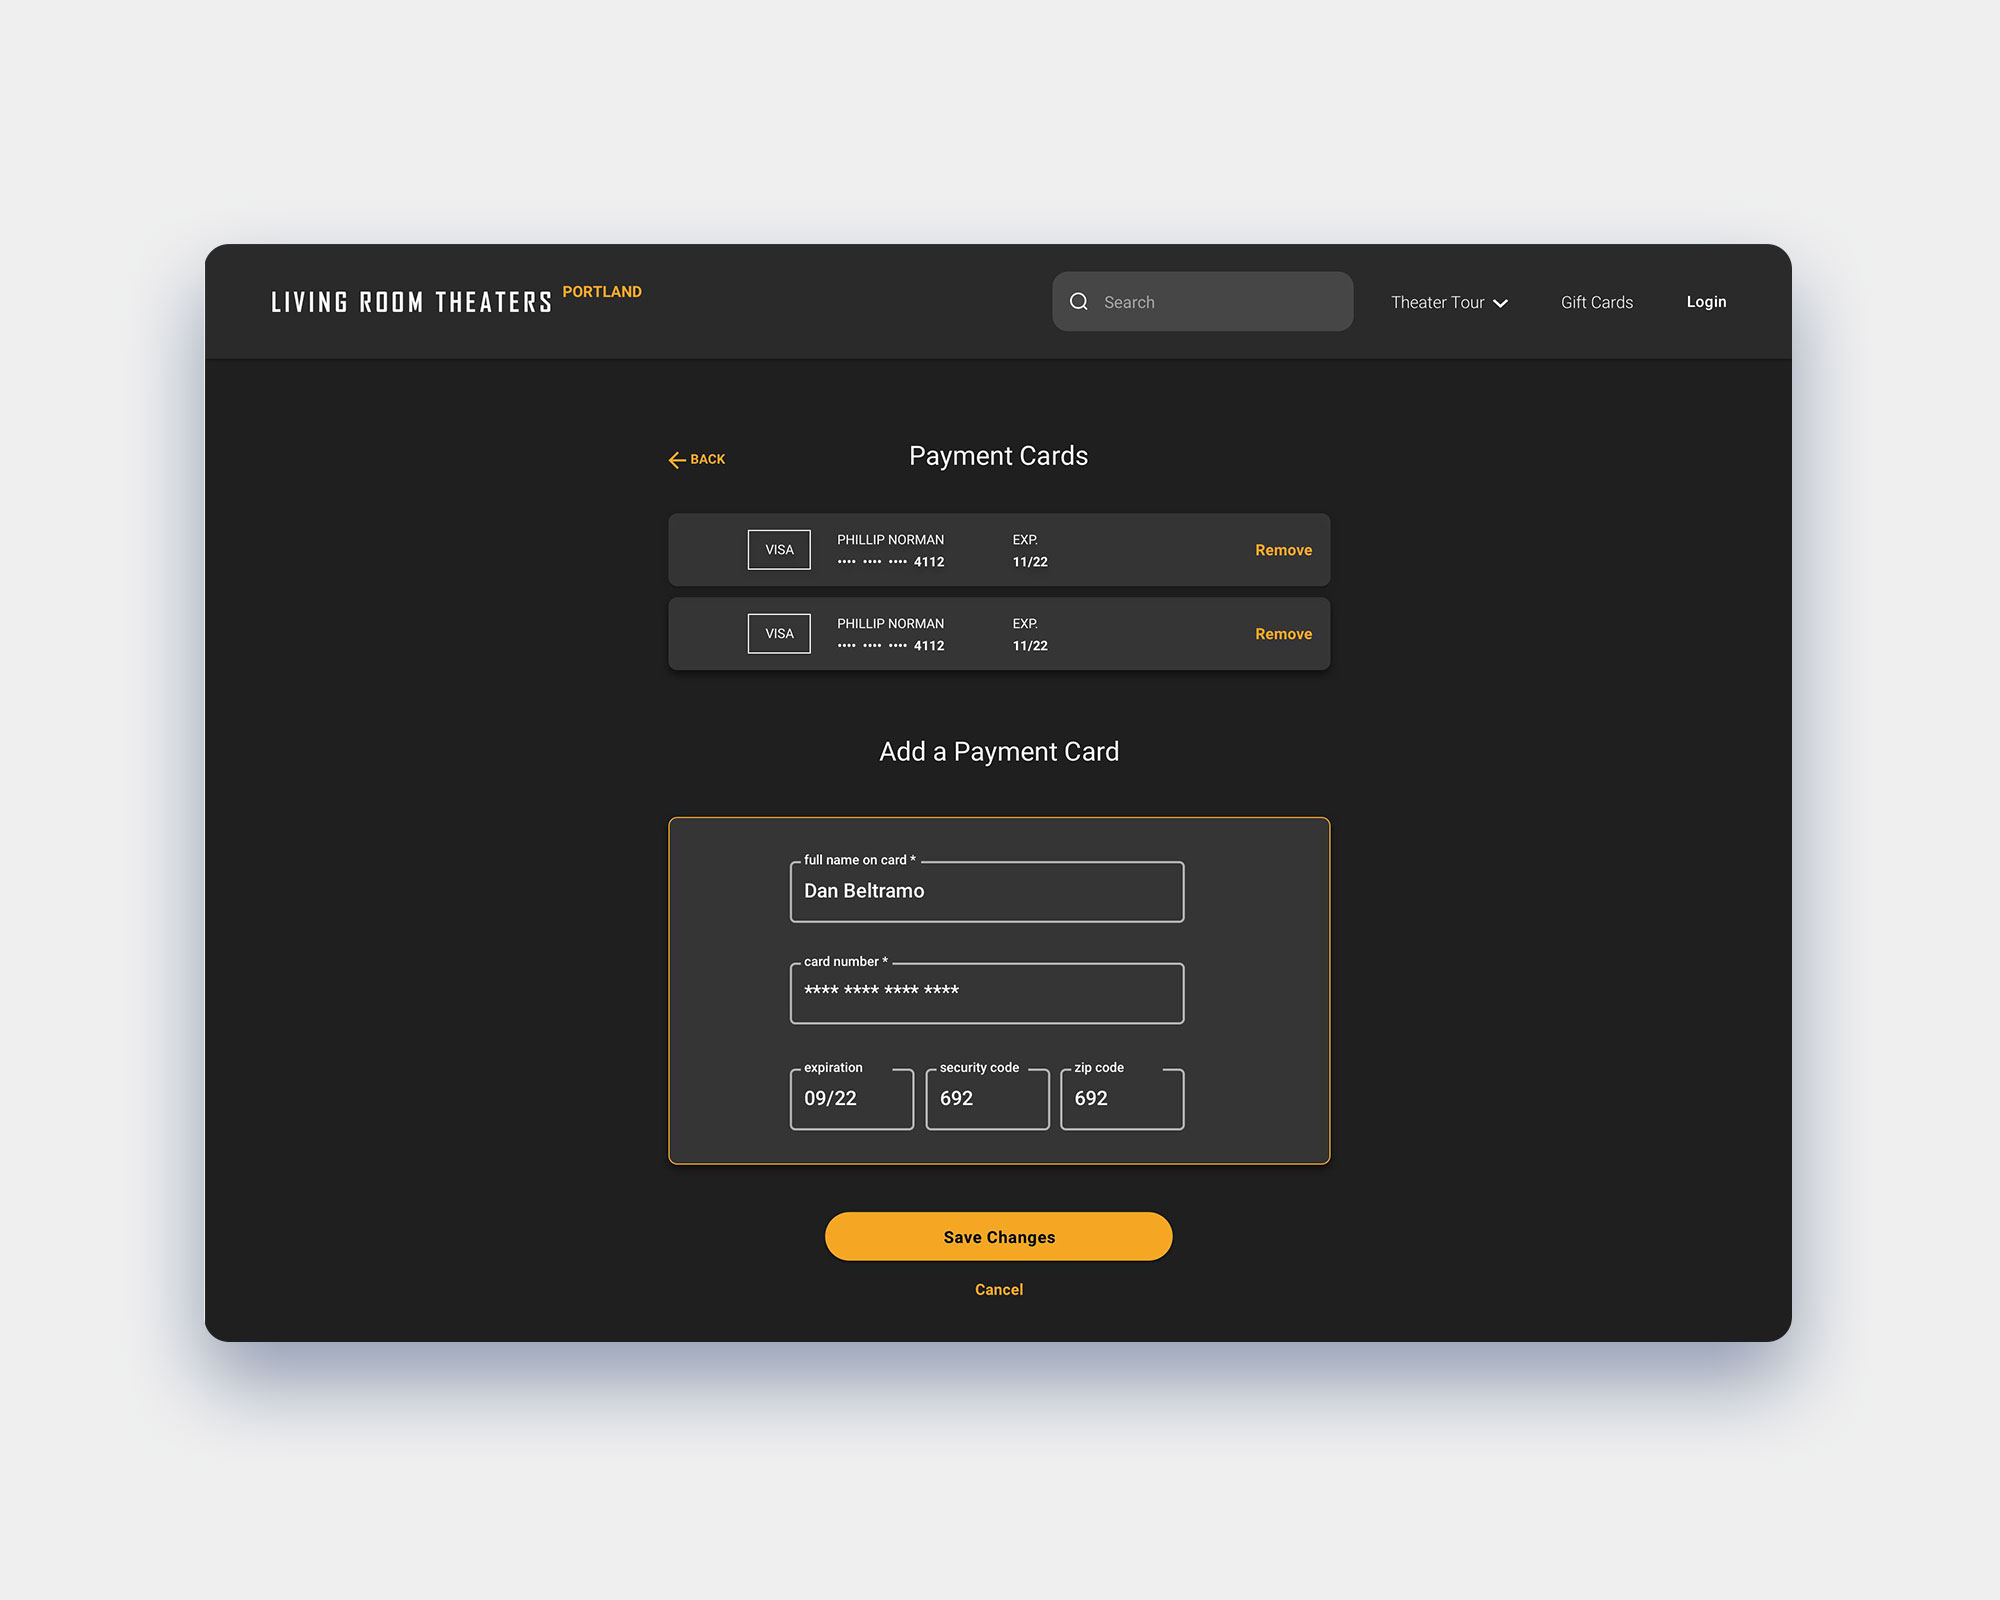 LIVING ROOM THEATERS PORTLAND
Search
Theater Tour
Gift Cards
Login
BACK
Payment Cards
VISA
PHILLIP NORMAN
•••• •••• •••• 4112
EXP.
11/22
Remove
VISA
PHILLIP NORMAN
•••• •••• •••• 4112
EXP.
11/22
Remove
Add a Payment Card
full name on card *
Dan Beltramo
card number *
**** **** **** ****
expiration
09/22
security code
692
zip code
692
Save Changes
Cancel